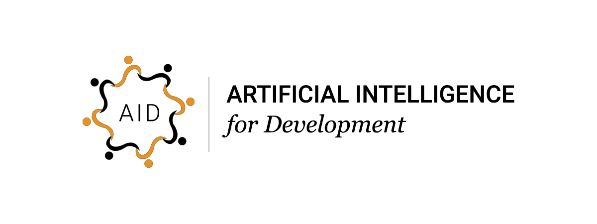 AID
ARTIFICIAL INTELLIGENCE
for Development